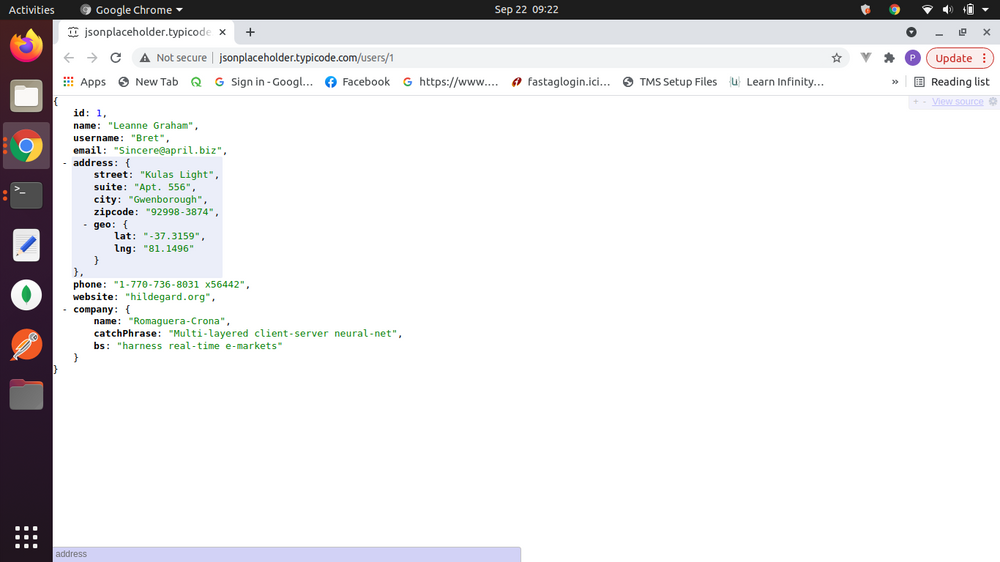 Activities
Google Chrome
Sep 22 09:22
jsonplaceholder.typicode
Not secure
jsonplaceholder.typicode.com/users/1
P
Update
Apps
New Tab
Sign in - Googl...
Facebook
https://www....
fastaglogin.ici...
TMS Setup Files
Learn Infinity...
»
Reading list
+ - View source
{
id: 1,
name: "Leanne Graham",
username: "Bret",
email: "Sincere@april.biz",
- address: {
street: "Kulas Light",
suite: "Apt. 556",
city: "Gwenborough",
zipcode: "92998-3874",
- geo: {
lat: "-37.3159",
lng: "81.1496"
}
},
phone: "1-770-736-8031 x56442",
website: "hildegard.org",
- company: {
name: "Romaguera-Crona",
catchPhrase: "Multi-layered client-server neural-net",
bs: "harness real-time e-markets"
}
}
address